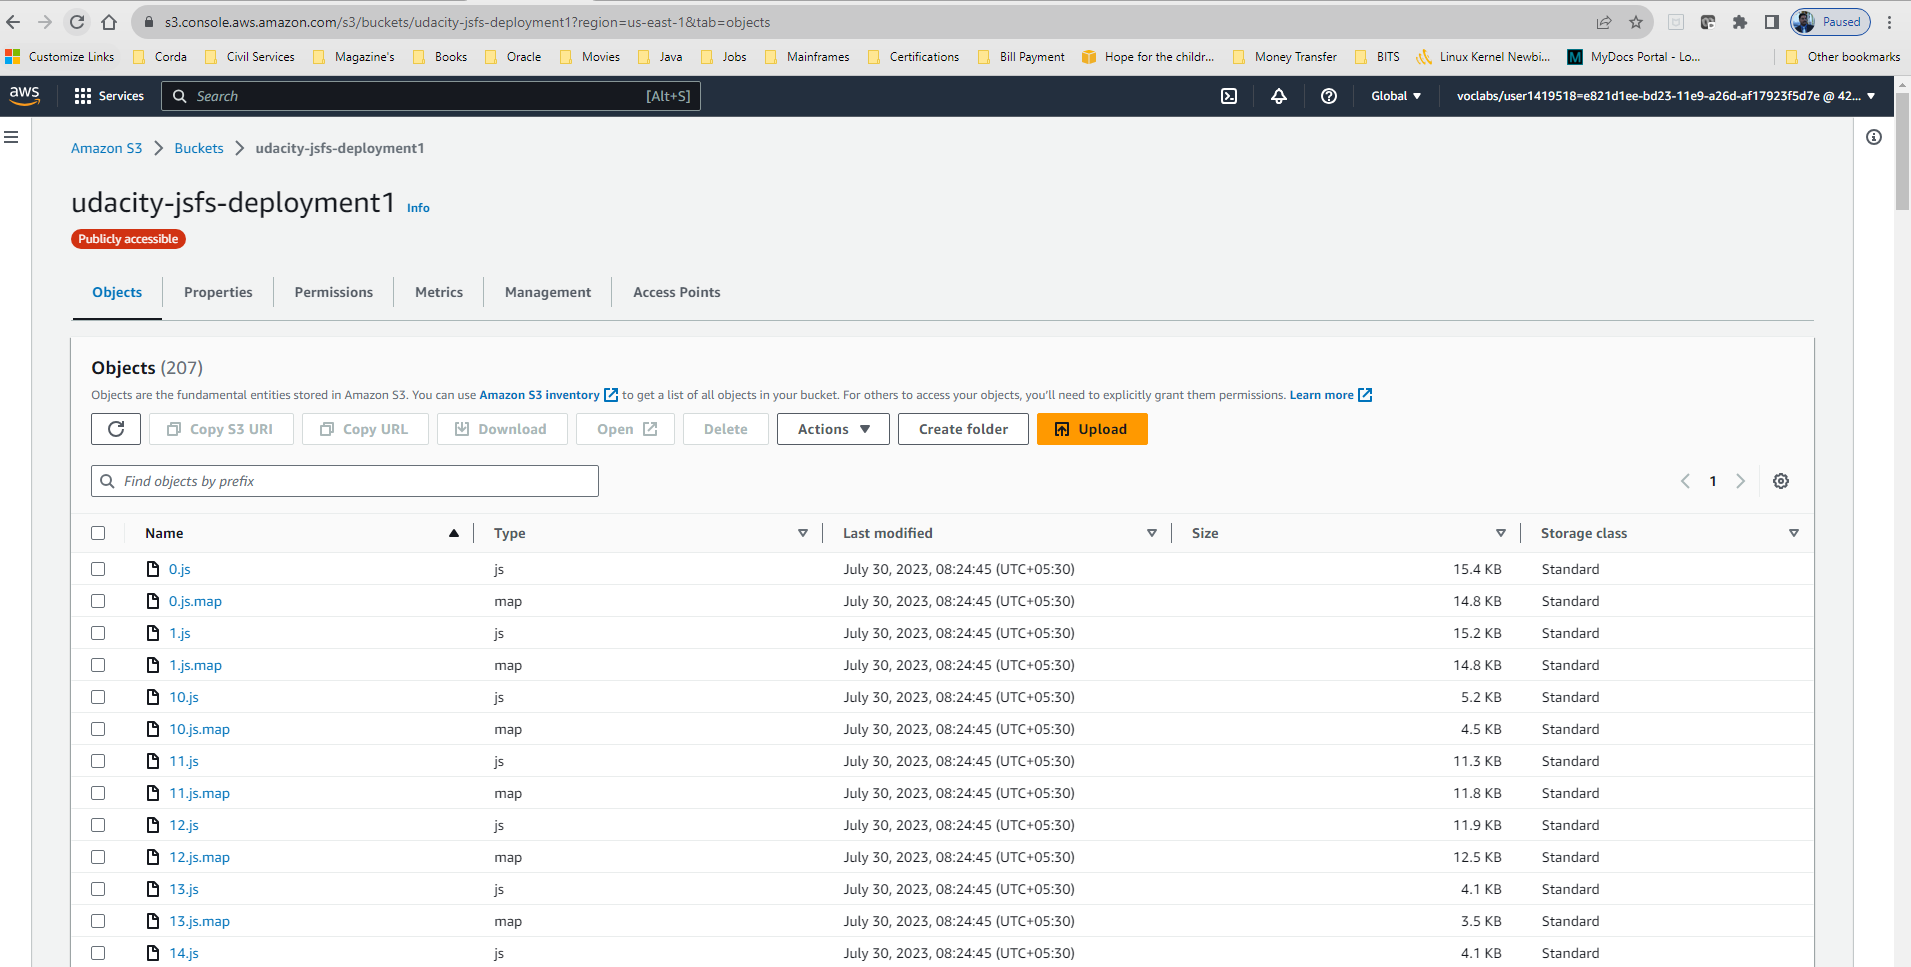 s3.console.aws.amazon.com/s3/buckets/udacity-jsfs-deployment1?region=us-east-1&tab=objects Paused
Customize Links Corda Civil Services Magazine's Books Oracle Movies Java Jobs Mainframes Certifications Bill Payment Hope for the childr... Money Transfer BITS Linux Kernel Newbi... M MyDocs Portal - Lo... Other bookmarks
aws Services Search [Alt+S] Global voclabs/user1419518=e821d1ee-bd23-11e9-a26d-af17923f5d7e @ 42...
Amazon S3 Buckets udacity-jsfs-deployment1
udacity-jsfs-deployment1 Info
Publicly accessible
Objects Properties Permissions Metrics Management Access Points
Objects (207)
Objects are the fundamental entities stored in Amazon S3. You can use Amazon S3 inventory to get a list of all objects in your bucket. For others to access your objects, you'll need to explicitly grant them permissions. Learn more
Copy S3 URI Copy URL Download Open Delete Actions Create folder Upload
Find objects by prefix 1
Name Type Last modified Size Storage class
0.js js July 30, 2023, 08:24:45 (UTC+05:30) 15.4 KB Standard
0.js.map map July 30, 2023, 08:24:45 (UTC+05:30) 14.8 KB Standard
1.js js July 30, 2023, 08:24:45 (UTC+05:30) 15.2 KB Standard
1.js.map map July 30, 2023, 08:24:45 (UTC+05:30) 14.8 KB Standard
10.js js July 30, 2023, 08:24:45 (UTC+05:30) 5.2 KB Standard
10.js.map map July 30, 2023, 08:24:45 (UTC+05:30) 4.5 KB Standard
11.js js July 30, 2023, 08:24:45 (UTC+05:30) 11.3 KB Standard
11.js.map map July 30, 2023, 08:24:45 (UTC+05:30) 11.8 KB Standard
12.js js July 30, 2023, 08:24:45 (UTC+05:30) 11.9 KB Standard
12.js.map map July 30, 2023, 08:24:45 (UTC+05:30) 12.5 KB Standard
13.js js July 30, 2023, 08:24:45 (UTC+05:30) 4.1 KB Standard
13.js.map map July 30, 2023, 08:24:45 (UTC+05:30) 3.5 KB Standard
14.js js July 30, 2023, 08:24:45 (UTC+05:30) 4.1 KB Standard